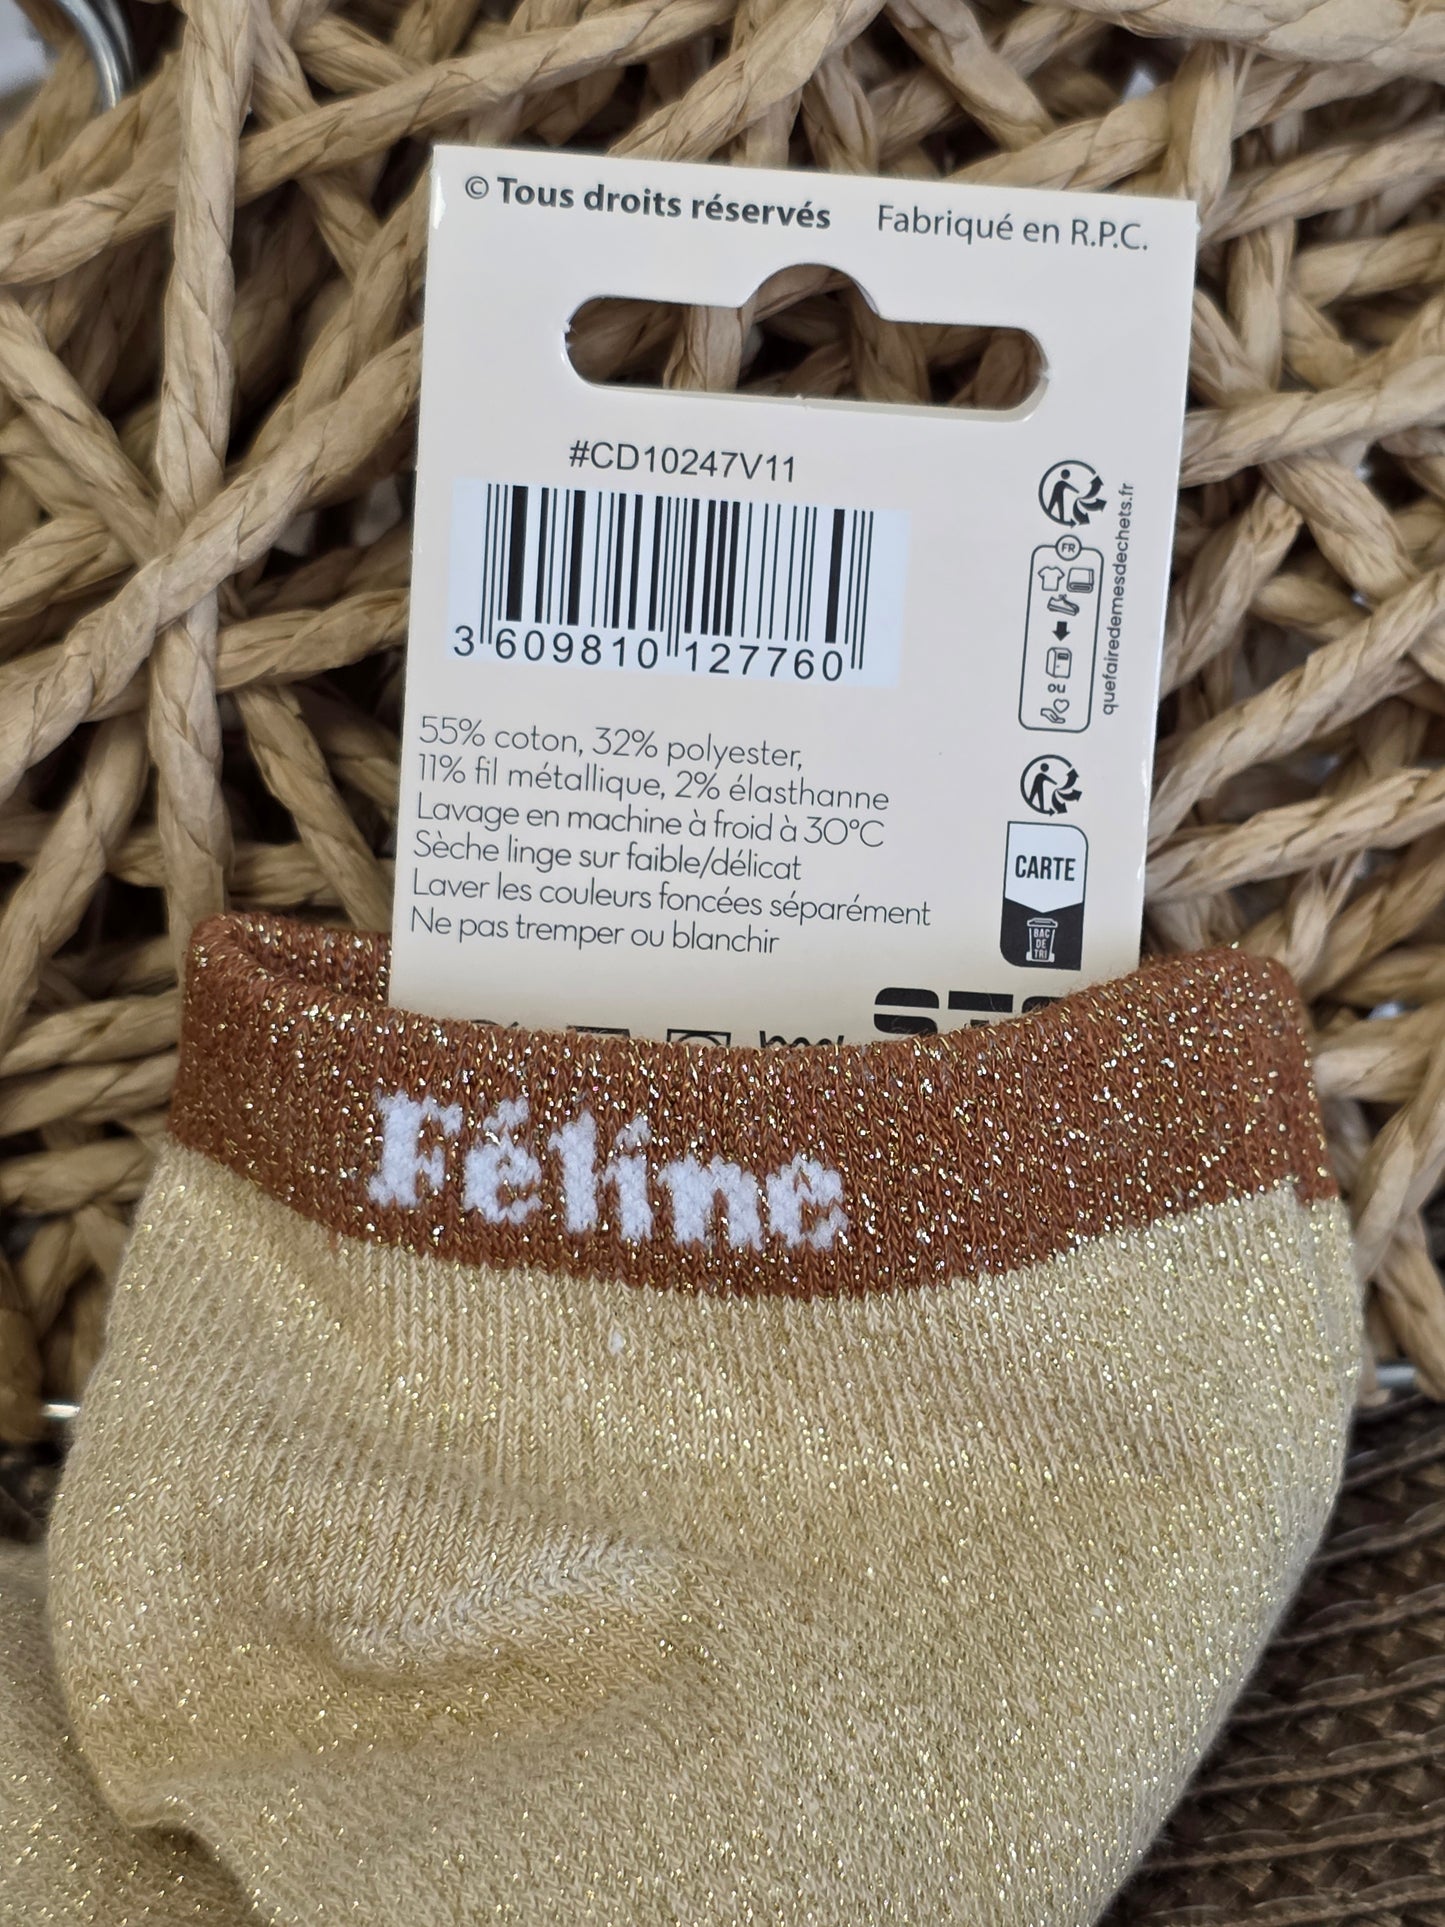 © Tous droits réservés Fabriqué en R.P.C.
#CD10247V11
3 609810 127760
FR
ou
quefairedemesdechets.fr
55% coton, 32% polyester,
11% fil métallique, 2% élasthanne
Lavage en machine à froid à 30°C
Sèche linge sur faible/délicat
Laver les couleurs foncées séparément
Ne pas tremper ou blanchir
CARTE
BAC
DE
TRI
Féline